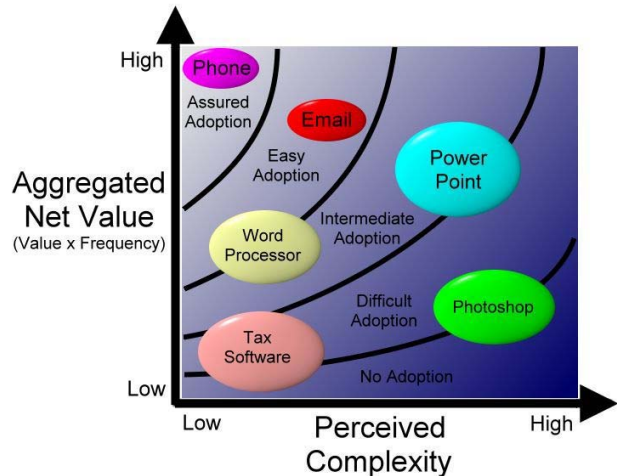 High
Phone
Assured
Adoption
Email
Easy
Adoption
Power
Point
Aggregated
Net Value
(Value x Frequency)
Word
Processor
Intermediate
Adoption
Difficult
Adoption
Photoshop
Tax
Software
No Adoption
Low
Low
High
Perceived
Complexity